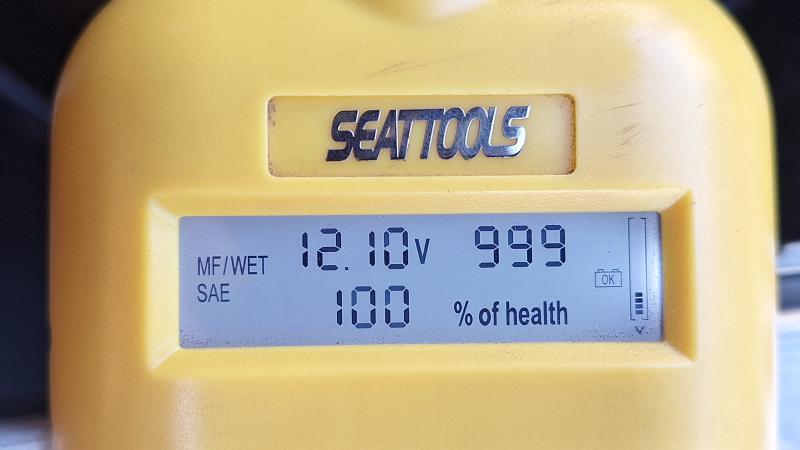 SEATTOOLS
MF/WET 12.10V 999
SAE 100 % of health
OK
V